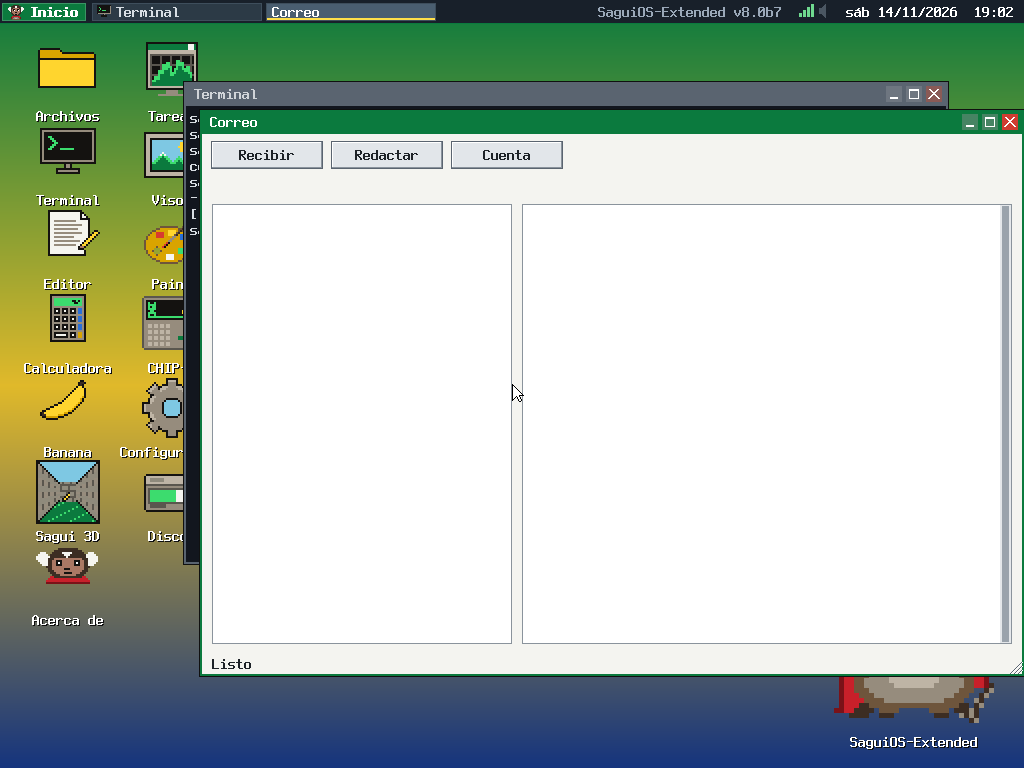 Inicio
Terminal
Correo
SaguiOS-Extended v8.0b7
sáb 14/11/2026 19:02
Archivos
Terminal
Editor
Calculadora
CHIP-
Banana
Sagui 3D
Acerca de
Terminal
Correo
Recibir
Redactar
Cuenta
Listo
SaguiOS-Extended